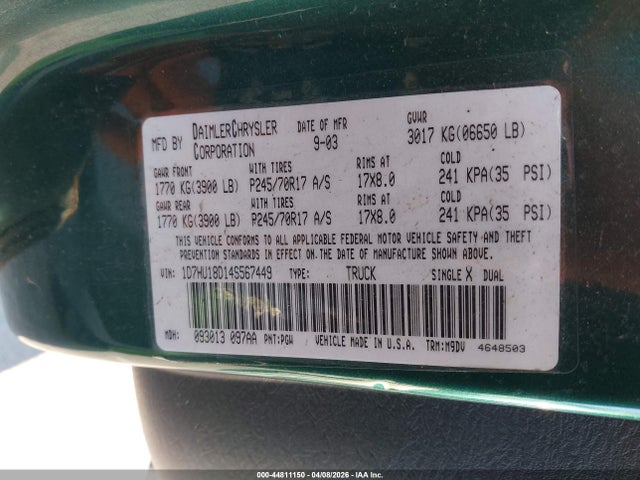 MFD BY DAIMLERCHRYSLER CORPORATION DATE OF MFR 9-03 GVWR 3017 KG(06650 LB)
GAWR FRONT WITH TIRES RIMS AT COLD
1770 KG(3900 LB) P245/70R17 A/S 17X8.0 241 KPA(35 PSI)
GAWR REAR WITH TIRES RIMS AT COLD
1770 KG(3900 LB) P245/70R17 A/S 17X8.0 241 KPA(35 PSI)
THIS VEHICLE CONFORMS TO ALL APPLICABLE FEDERAL MOTOR VEHICLE SAFETY AND THEFT
PREVENTION STANDARDS IN EFFECT ON THE DATE OF MANUFACTURE SHOWN ABOVE.
VIN: 1D7HU18D14S567449 TYPE: TRUCK SINGLE X DUAL
MDH: 093013 097AA PNT:PGW VEHICLE MADE IN U.S.A. TRM:M9DV 4648503
000-44811150 - 04/08/2026 - Copyright © 2026 IAA, Inc.